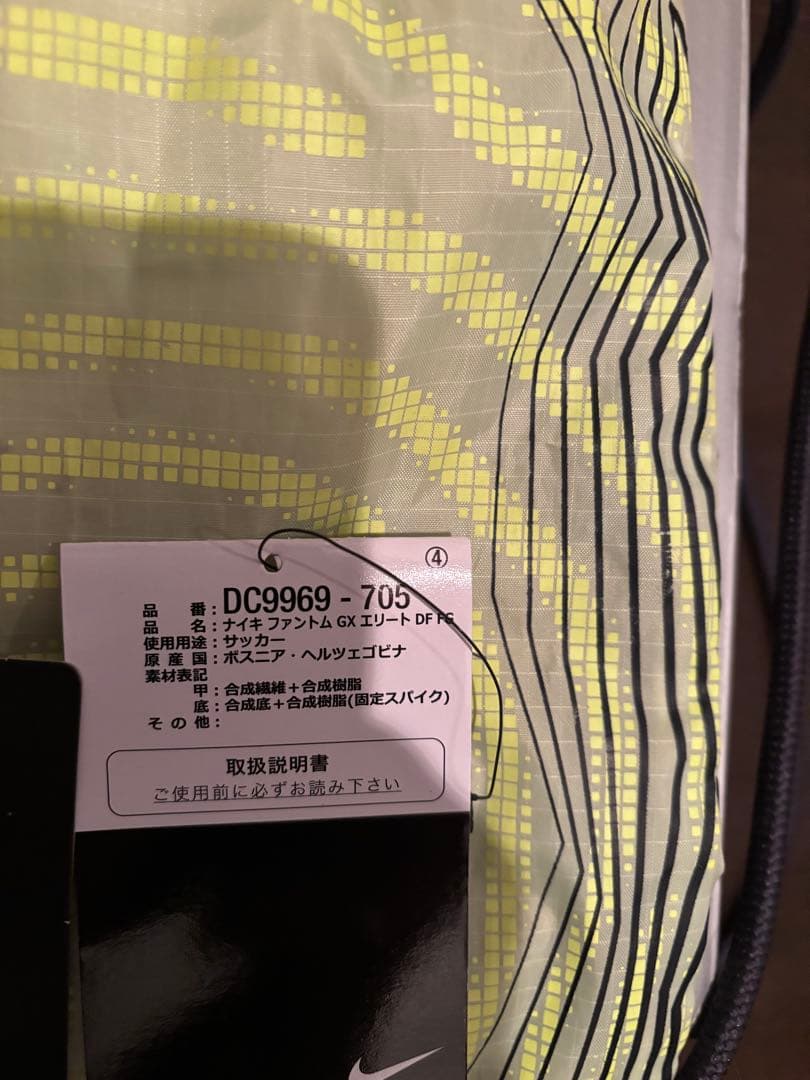 ④
品 番：DC9969 - 705
品 名：ナイキ ファントム GX エリート DF FG
使用用途：サッカー
原 産 国：ボスニア・ヘルツェゴビナ
素材表記
甲：合成繊維＋合成樹脂
底：合成底＋合成樹脂(固定スパイク)
そ の 他：
取扱説明書
ご使用前に必ずお読み下さい